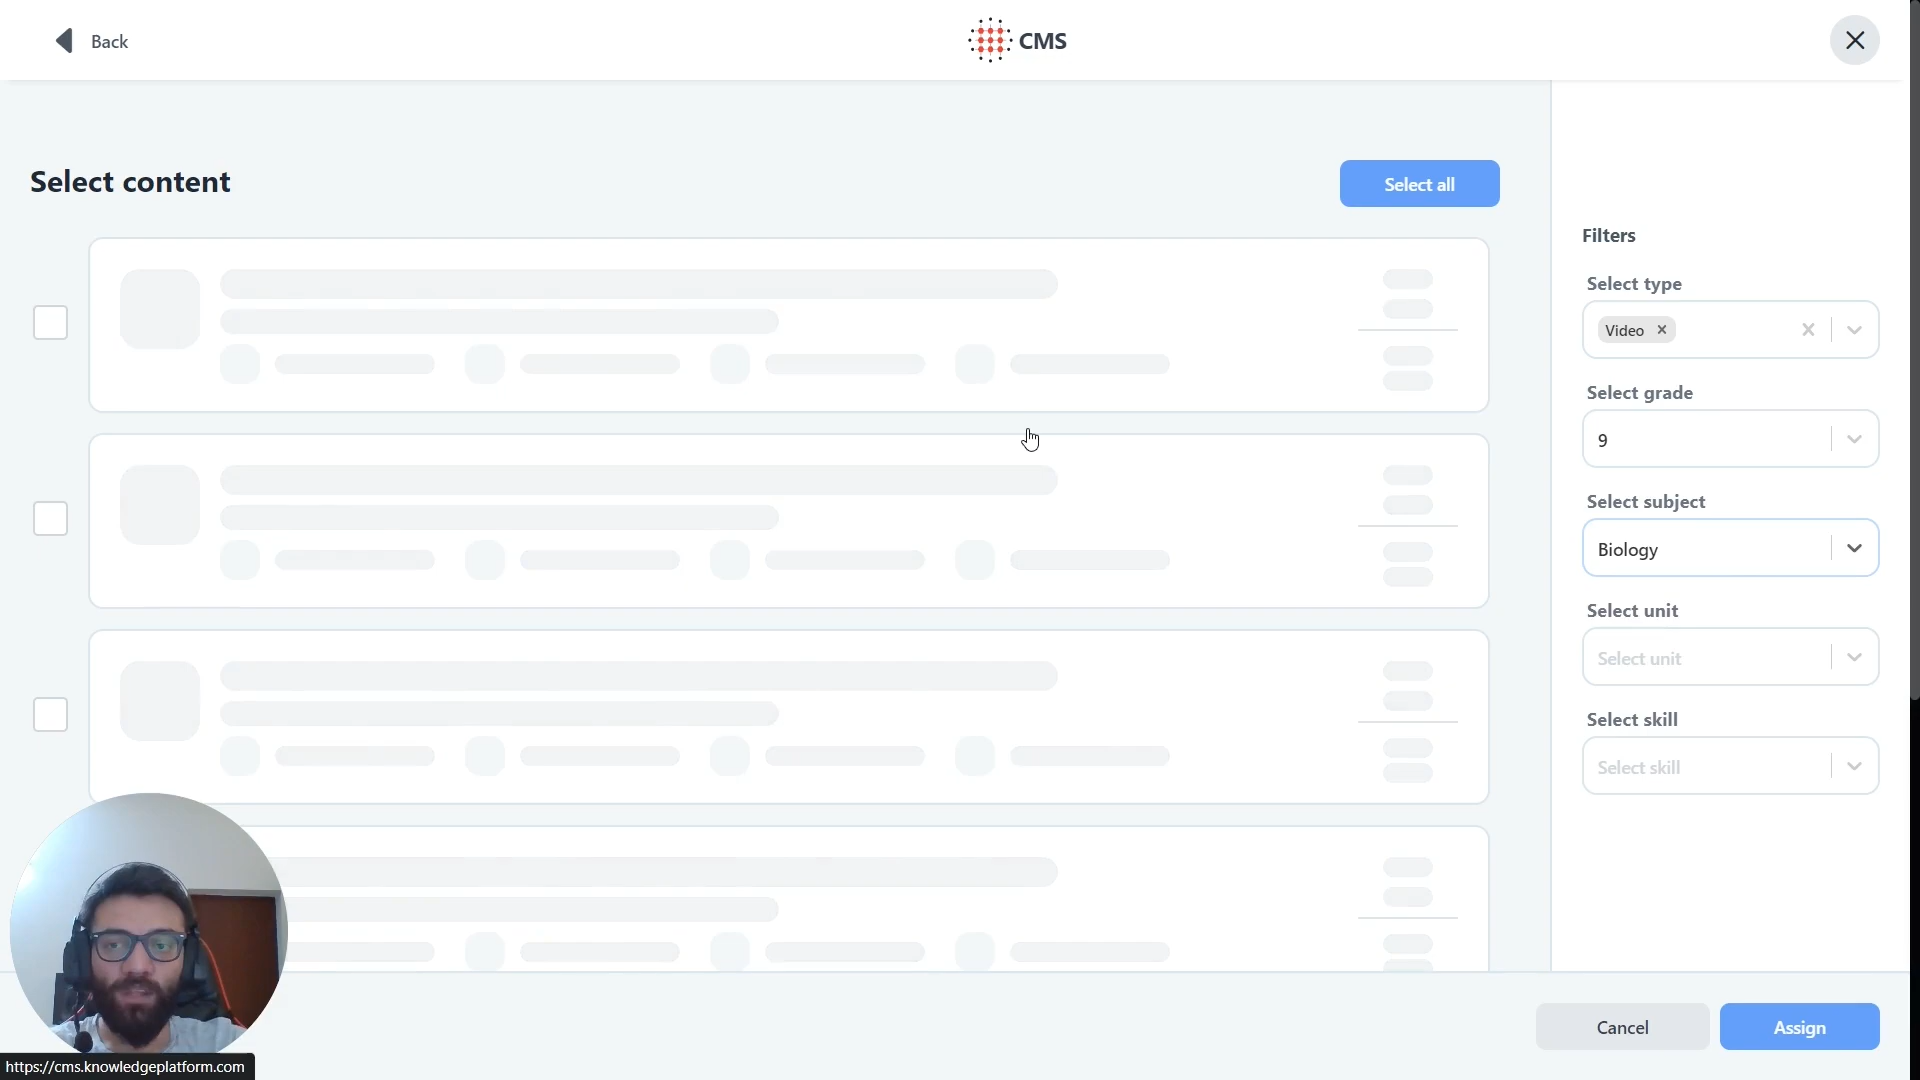 Back
CMS
Select content
Select all
Filters
Select type
Video
Select grade
9
Select subject
Biology
Select unit
Select unit
Select skill
Select skill
Cancel
Assign
https://cms.knowledgeplatform.com